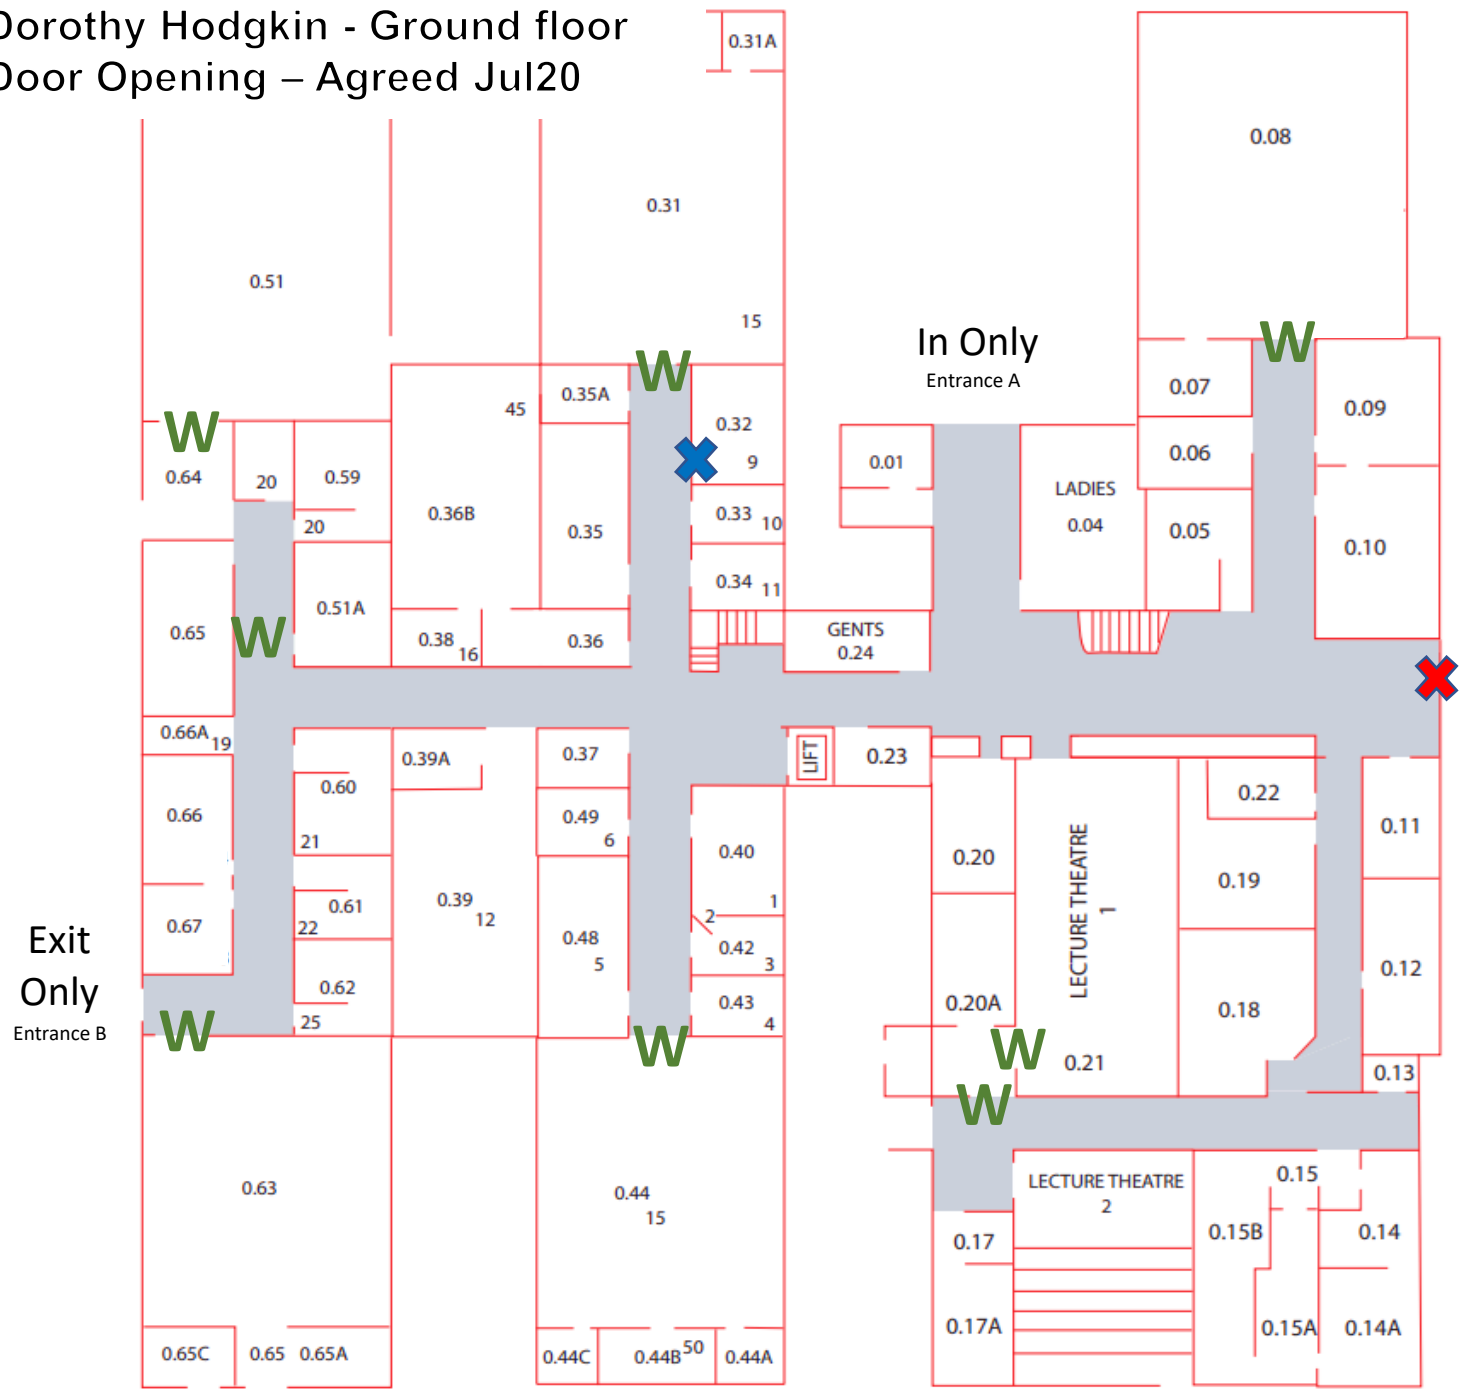 Dorothy Hodgkin - Ground floor
Door Opening – Agreed Jul20
0.31A
0.08
0.31
0.51
15
In Only
Entrance A
W
W
0.07
0.35A
45
0.09
0.32
W
0.06
0.01
9
0.64
20
0.59
LADIES
0.04
0.36B
0.33
10
20
0.35
0.05
0.10
0.34
11
0.51A
0.65
W
0.38
16
0.36
GENTS
0.24
0.66A
19
0.39A
0.37
LIFT
0.23
0.60
0.22
0.66
0.49
6
0.11
21
0.40
0.20
LECTURE THEATRE
1
0.19
0.39
12
1
0.61
2
22
0.67
Exit
Only
Entrance B
0.48
5
0.42
3
0.12
0.62
25
0.43
4
0.20A
0.18
W
W
W
0.21
0.13
W
0.63
0.44
15
LECTURE THEATRE
2
0.15
0.15B
0.14
0.17
0.17A
0.15A
0.14A
0.65C
0.65
0.65A
0.44C
0.44B
50
0.44A